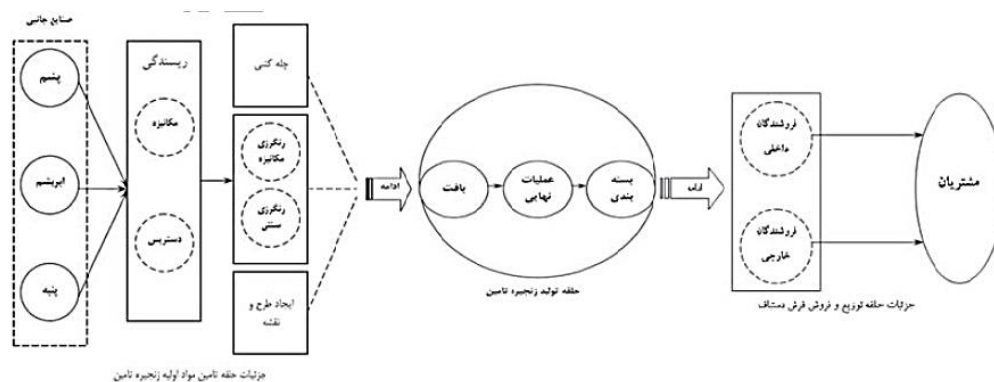 صنایع جانبی
پشم
ابریشم
پنبه
ریسندگی
مکانیزه
دستریس
چله کشی
رنگرزی
مکانیزه
رنگرزی
سنتی
ایجاد طرح و
نقشه
جزئیات حلقه تامین مواد اولیه زنجیره تامین
ادامه
بافت
عملیات
نهایی
بسته
بندی
حلقه تولید زنجیره تامین
ادامه
فروشندگان
داخلی
فروشندگان
خارجی
جزئیات حلقه توزیع و فروش فرش دستباف
مشتریان